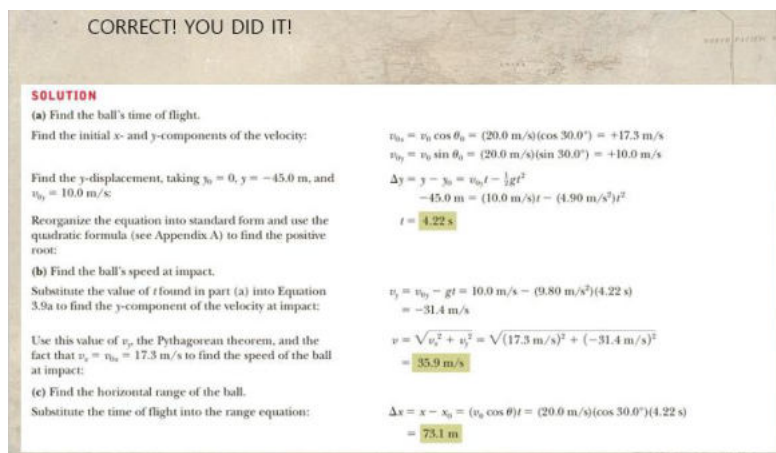 CORRECT! YOU DID IT!
SOLUTION
(a) Find the ball's time of flight.
Find the initial x- and y-components of the velocity:
v₀ₓ = v₀ cos θ₀ = (20.0 m/s)(cos 30.0°) = +17.3 m/s
v₀ᵧ = v₀ sin θ₀ = (20.0 m/s)(sin 30.0°) = +10.0 m/s
Find the y-displacement, taking y₀ = 0, y = −45.0 m, and
v₀ᵧ = 10.0 m/s:
Δy = y − y₀ = v₀ᵧt − ½gt²
−45.0 m = (10.0 m/s)t − (4.90 m/s²)t²
Reorganize the equation into standard form and use the
quadratic formula (see Appendix A) to find the positive
root:
t = 4.22 s
(b) Find the ball's speed at impact.
Substitute the value of t found in part (a) into Equation
3.9a to find the y-component of the velocity at impact:
vᵧ = v₀ᵧ − gt = 10.0 m/s − (9.80 m/s²)(4.22 s)
= −31.4 m/s
Use this value of vᵧ, the Pythagorean theorem, and the
fact that vₓ = v₀ₓ = 17.3 m/s to find the speed of the ball
at impact:
v = √(vₓ² + vᵧ²) = √((17.3 m/s)² + (−31.4 m/s)²)
= 35.9 m/s
(c) Find the horizontal range of the ball.
Substitute the time of flight into the range equation:
Δx = x − x₀ = (v₀ cos θ)t = (20.0 m/s)(cos 30.0°)(4.22 s)
= 73.1 m